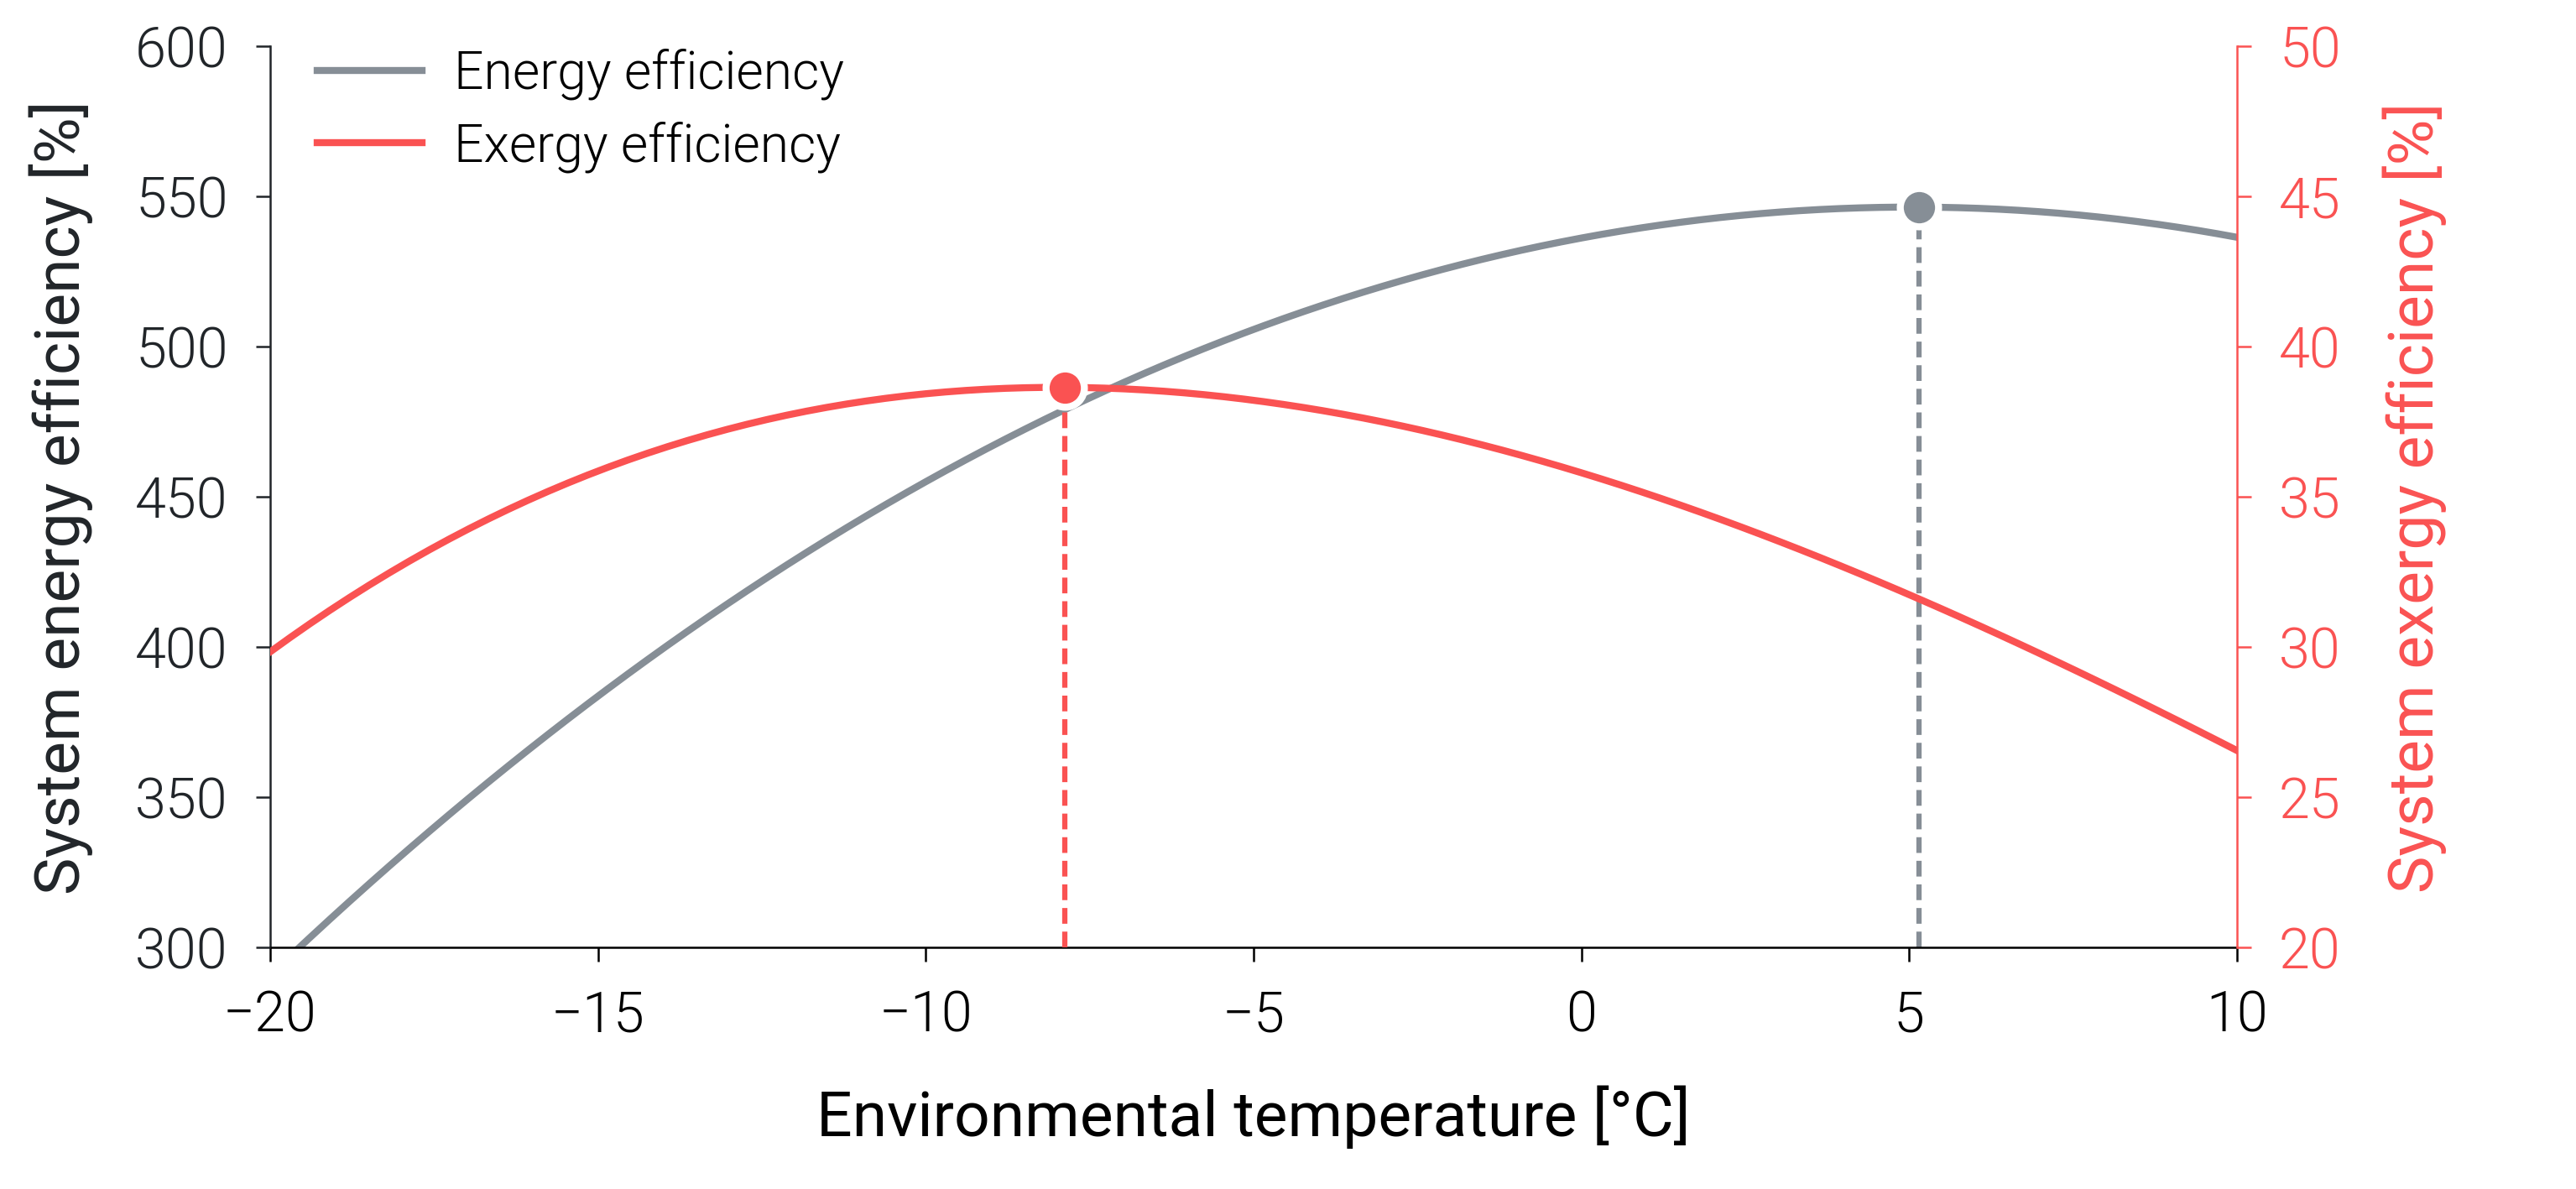 Energy efficiency
Exergy efficiency
System energy efficiency [%]
600
550
500
450
400
350
300
50
45
40
35
30
25
20
System exergy efficiency [%]
−20 −15 −10 −5 0 5 10
Environmental temperature [°C]